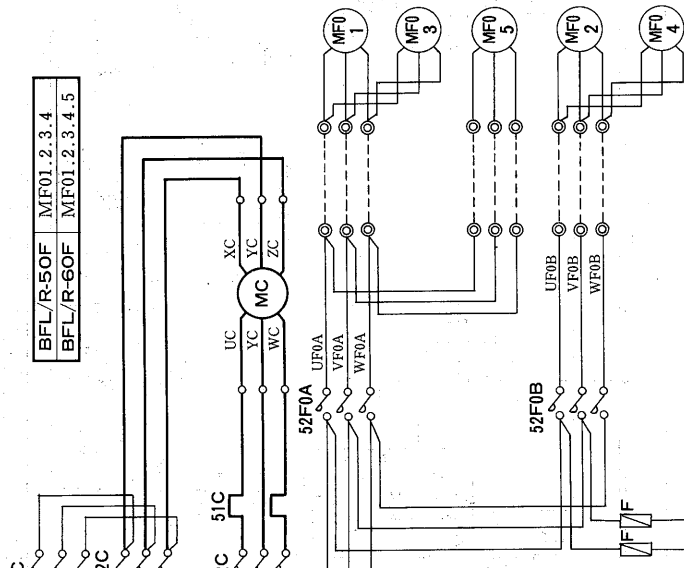 MF0 1
MF0 3
MF0 5
MF0 2
MF0 4
BFL/R-50F MF01.2.3.4
BFL/R-60F MF01.2.3.4.5
XC
YC
ZC
MC
UC
YC
WC
UF0A
VF0A
WF0A
UF0B
VF0B
WF0B
52F0A
52F0B
51C
F
F